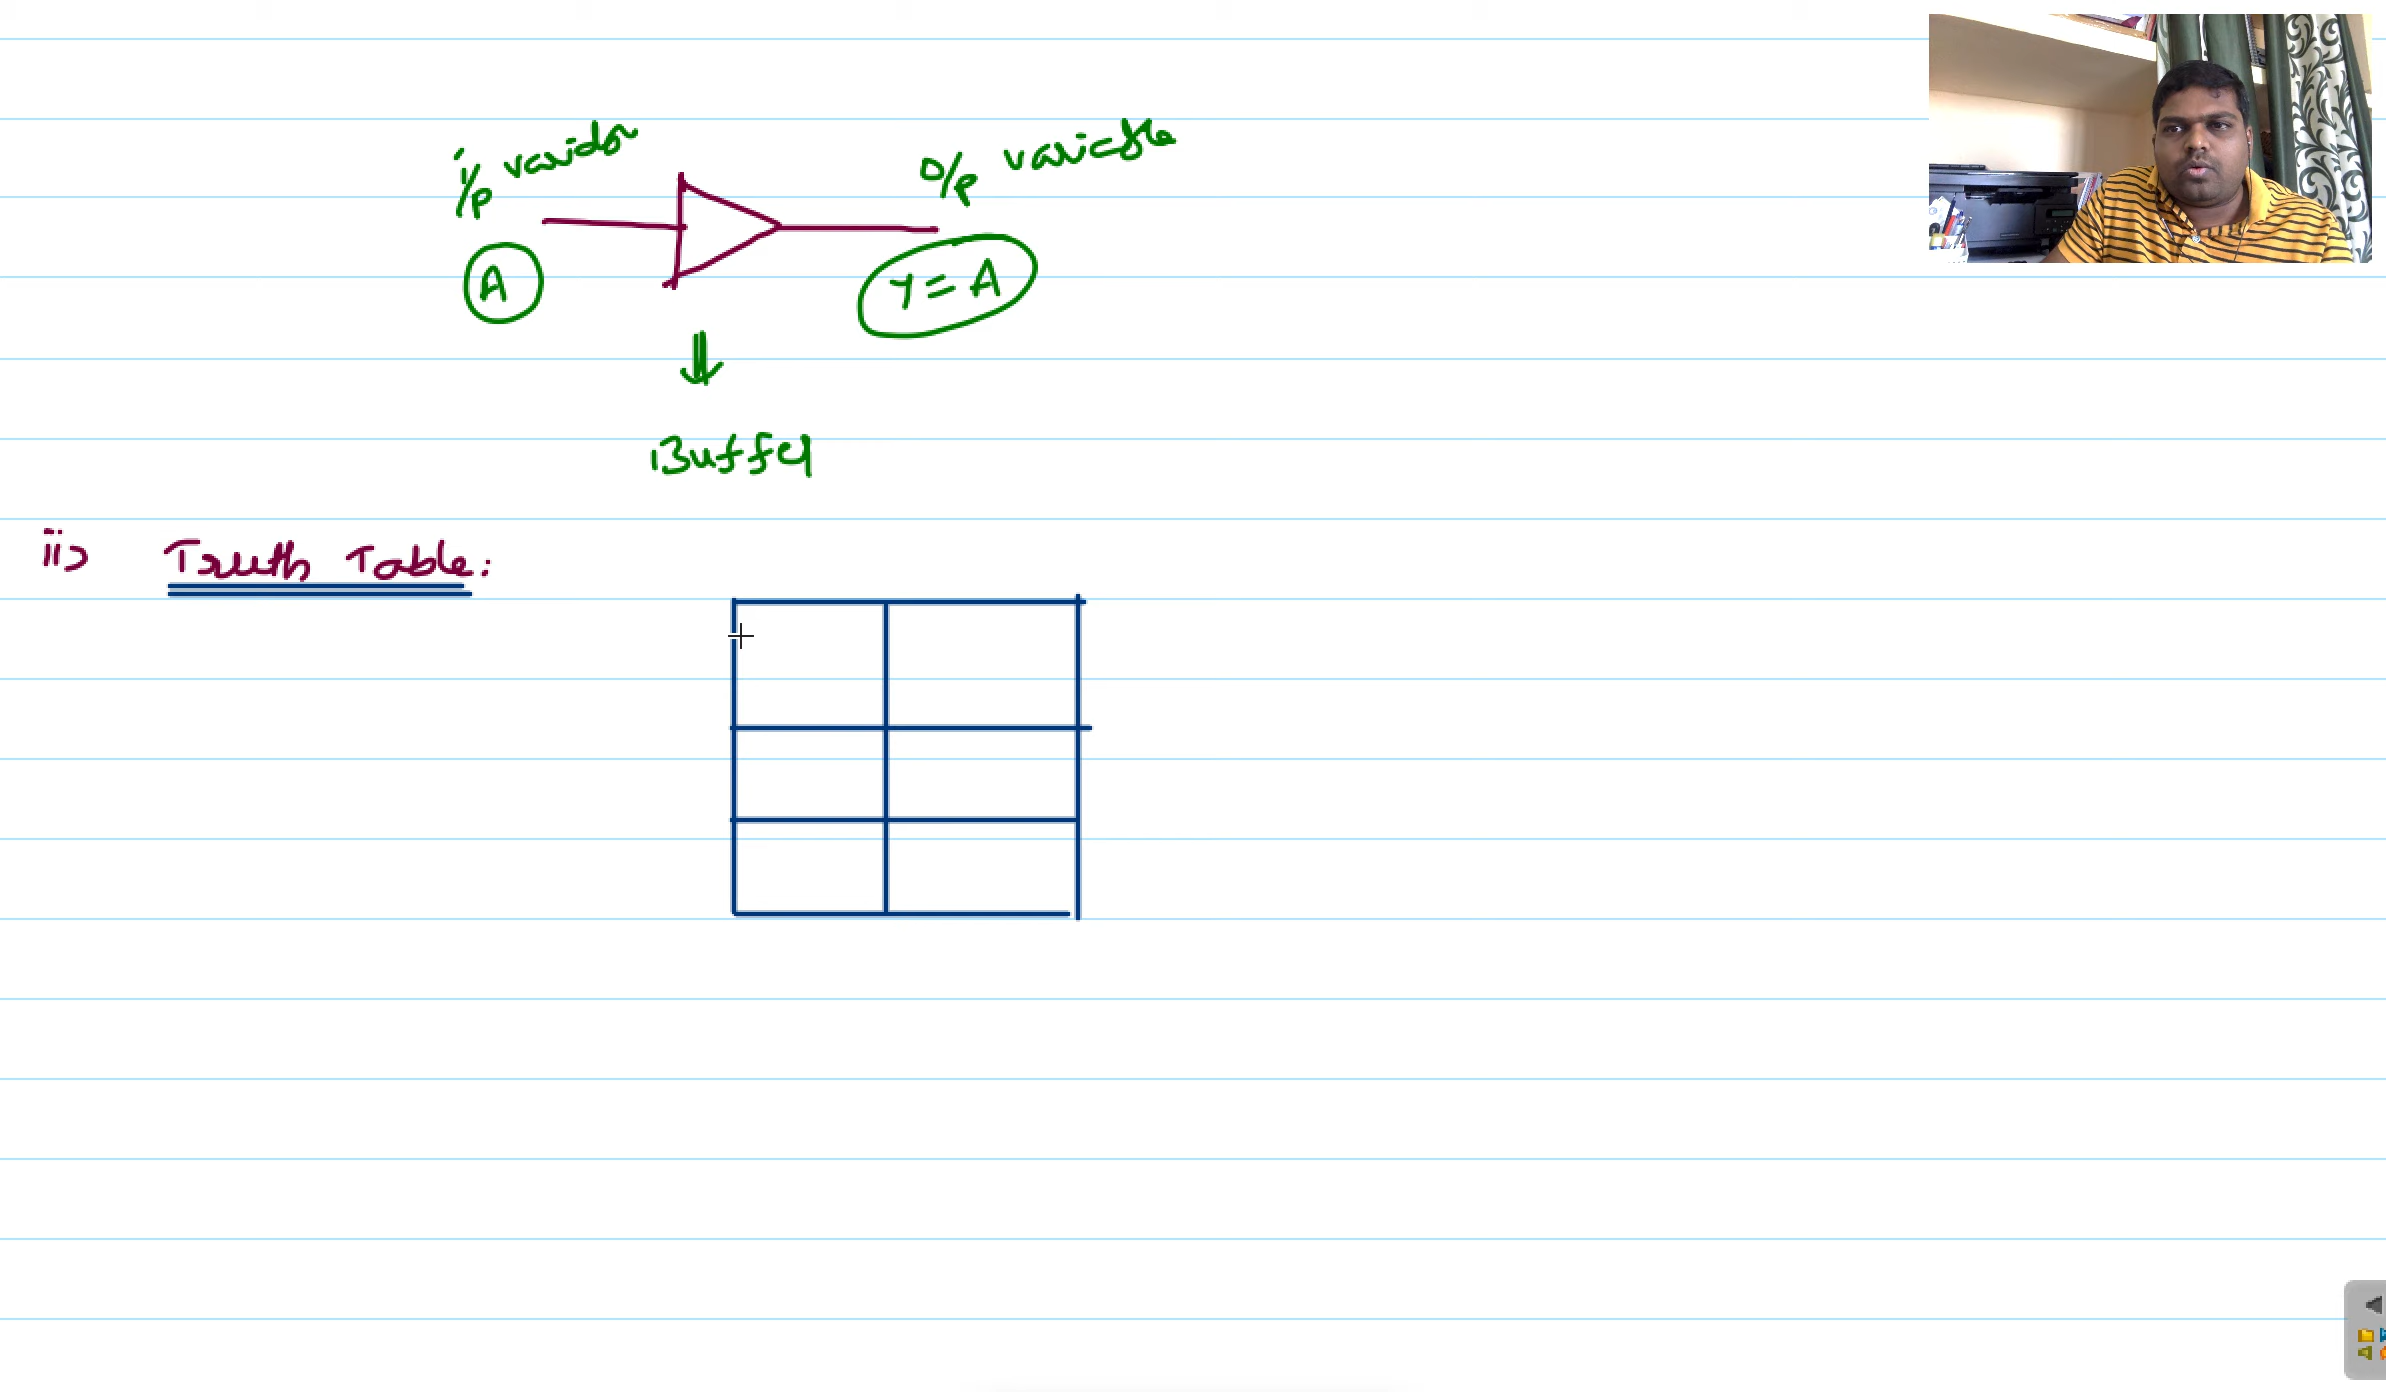 i/p variable o/p variable
A Y = A
Buffer
ii) Truth Table: